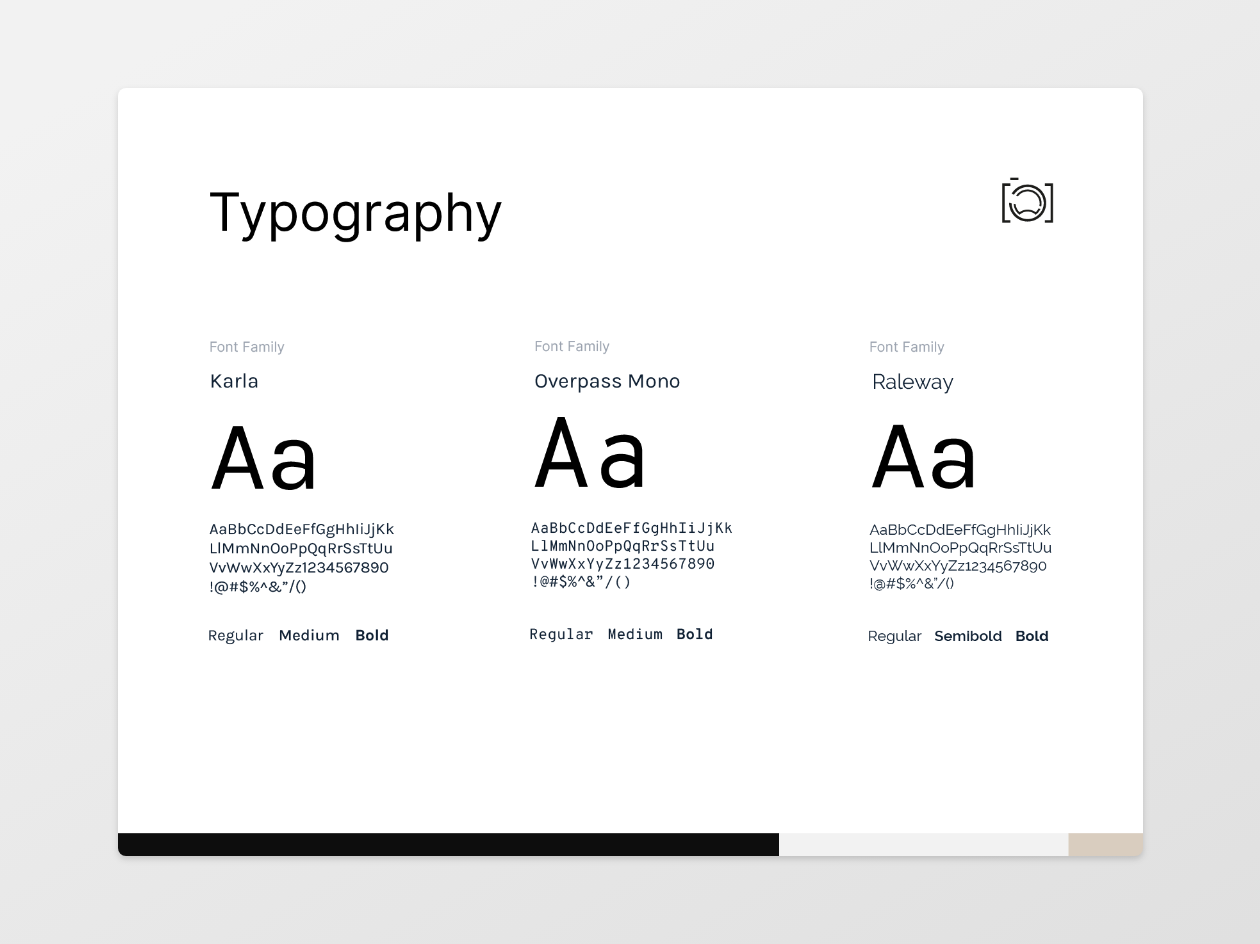 Typography
Font Family
Karla
Aa
AaBbCcDdEeFfGgHhIiJjKk
LlMmNnOoPpQqRrSsTtUu
VvWwXxYyZz1234567890
!@#$%^&”/()
Regular Medium Bold
Font Family
Overpass Mono
Aa
AaBbCcDdEeFfGgHhIiJjKk
LlMmNnOoPpQqRrSsTtUu
VvWwXxYyZz1234567890
!@#$%^&”/()
Regular Medium Bold
Font Family
Raleway
Aa
AaBbCcDdEeFfGgHhIiJjKk
LlMmNnOoPpQqRrSsTtUu
VvWwXxYyZz1234567890
!@#$%^&"/()
Regular Semibold Bold